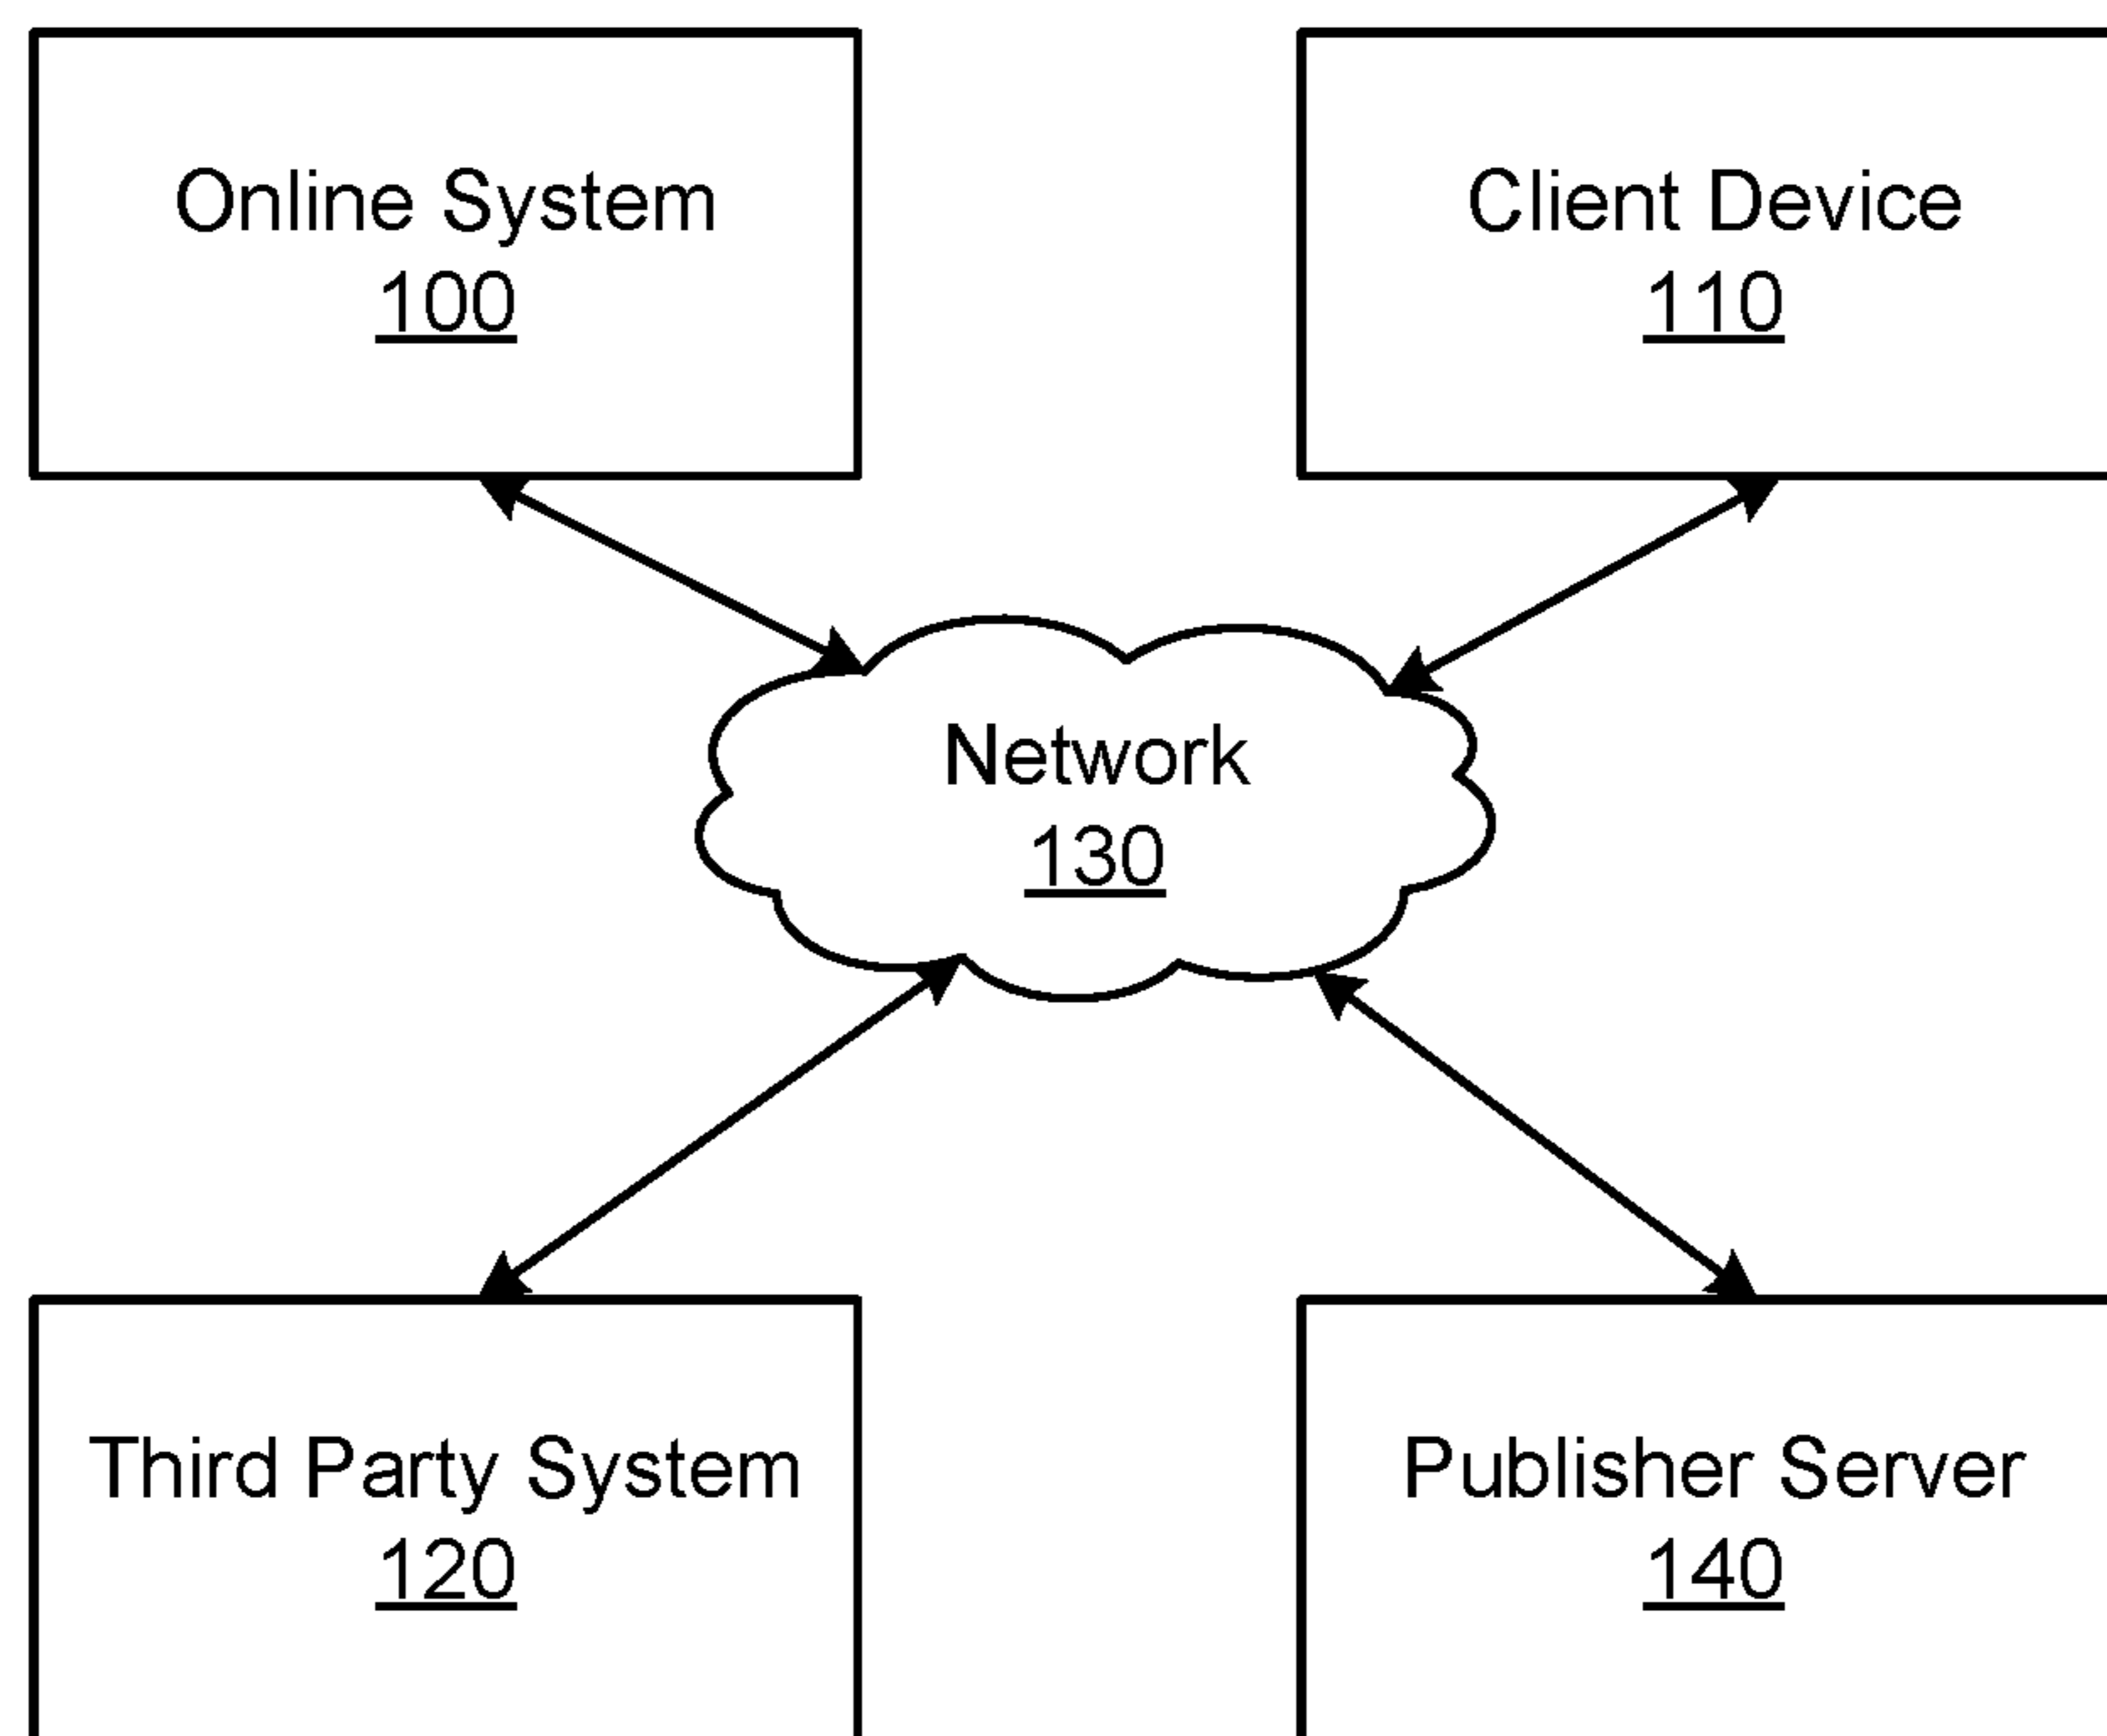 Online System
100
Client Device
110
Network
130
Third Party System
120
Publisher Server
140